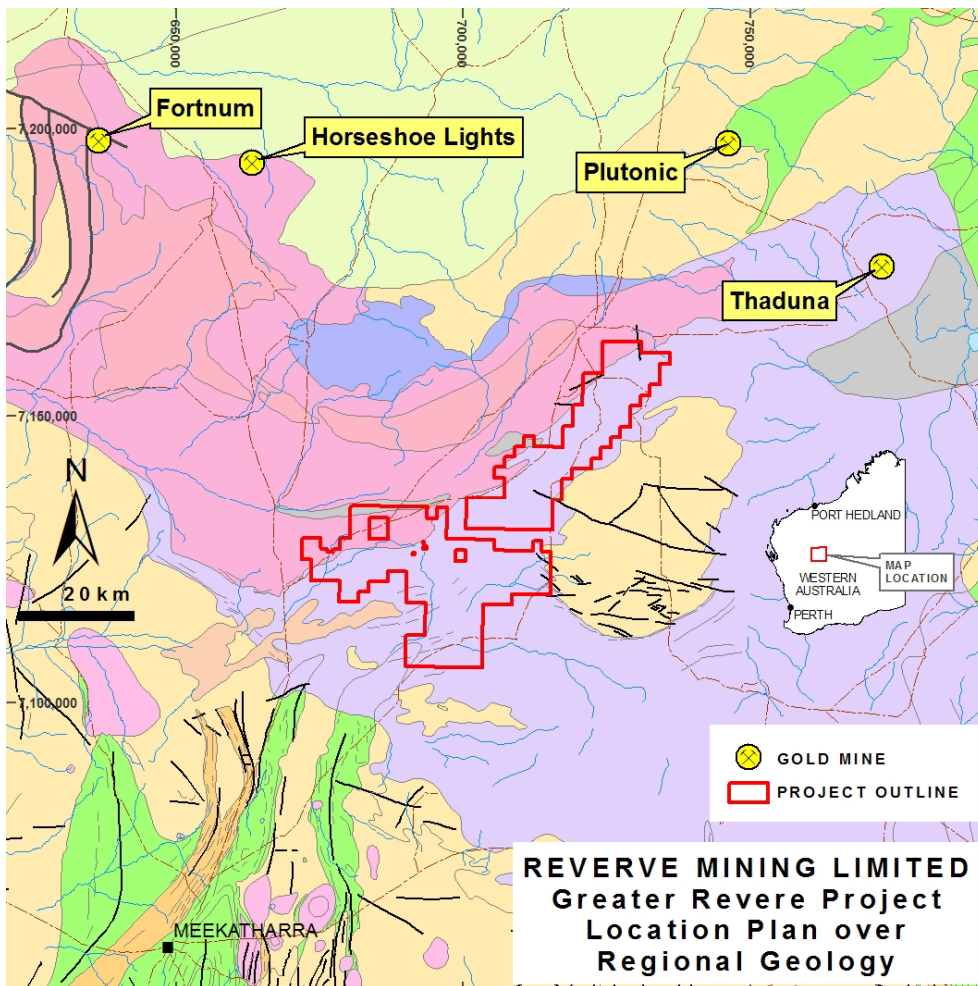 650,000
700,000
750,000
Fortnum
7,200,000
Horseshoe Lights
Plutonic
Thaduna
7,150,000
N
20 km
PORT HEDLAND
MAP
LOCATION
WESTERN
AUSTRALIA
PERTH
7,100,000
GOLD MINE
PROJECT OUTLINE
MEEKATHARRA
REVERVE MINING LIMITED
Greater Revere Project
Location Plan over
Regional Geology